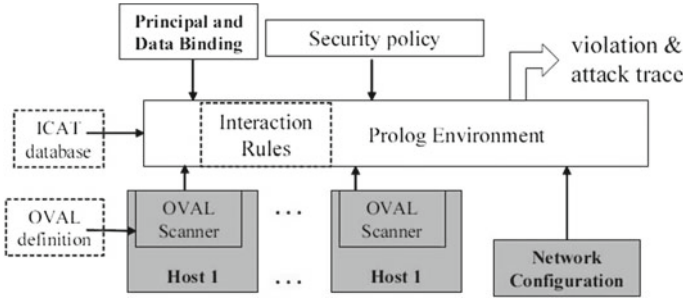 Principal and
Data Binding
Security policy
violation &
attack trace
ICAT
database
Interaction
Rules
Prolog Environment
OVAL
definition
OVAL
Scanner
Host 1
...
...
OVAL
Scanner
Host 1
Network
Configuration